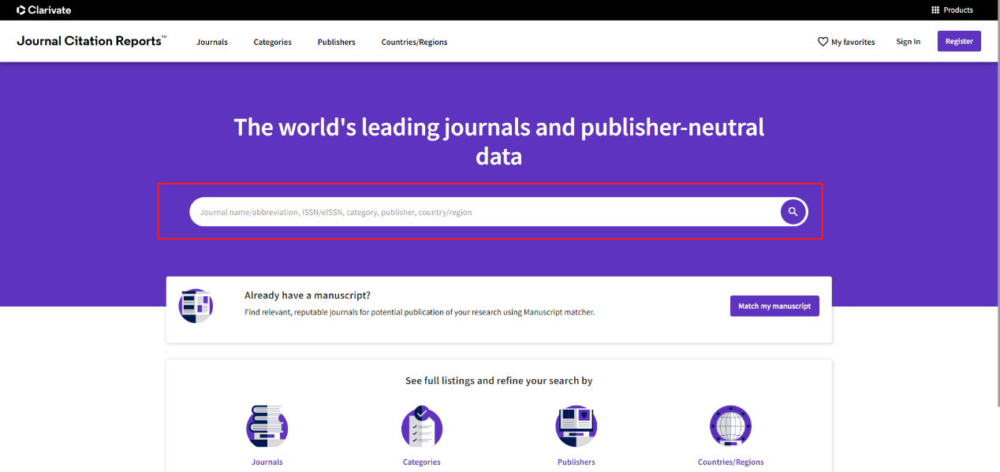 Clarivate
Products
Journal Citation Reports™
Journals
Categories
Publishers
Countries/Regions
My favorites
Sign In
Register
The world's leading journals and publisher-neutral
data
Journal name/abbreviation, ISSN/eISSN, category, publisher, country/region
Already have a manuscript?
Find relevant, reputable journals for potential publication of your research using Manuscript matcher.
Match my manuscript
See full listings and refine your search by
Journals
Categories
Publishers
Countries/Regions